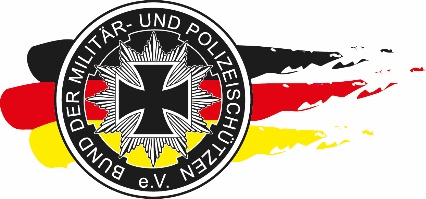 BUND DER MILITÄR- UND POLIZEISCHÜTZEN
e.V.